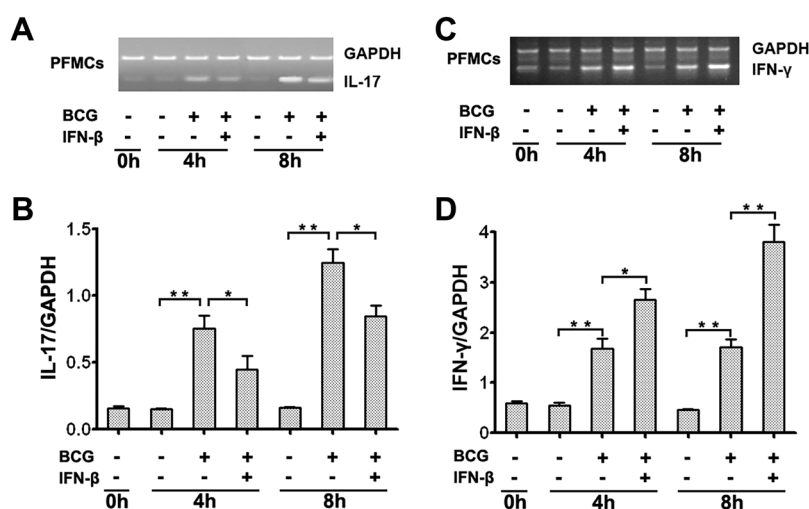 A
PFMCs
GAPDH
IL-17
BCG - - + + - + +
IFN-β - - - + - - +
0h 4h 8h
B
IL-17/GAPDH
1.5
1.0
0.5
0.0
** * ** *
BCG - - + + - + +
IFN-β - - - + - - +
0h 4h 8h
C
PFMCs
GAPDH
IFN-γ
BCG - - + + - + +
IFN-β - - - + - - +
0h 4h 8h
D
IFN-γ/GAPDH
4
3
2
1
0
** * ** **
BCG - - + + - + +
IFN-β - - - + - - +
0h 4h 8h